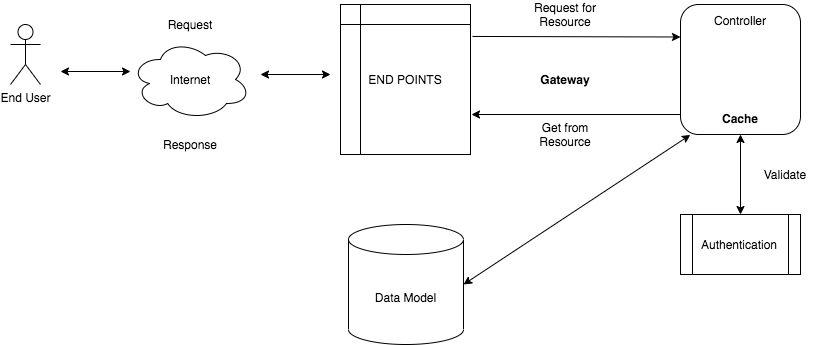 Request
End User
Internet
Response
END POINTS
Request for
Resource
Gateway
Get from
Resource
Controller
Cache
Validate
Authentication
Data Model